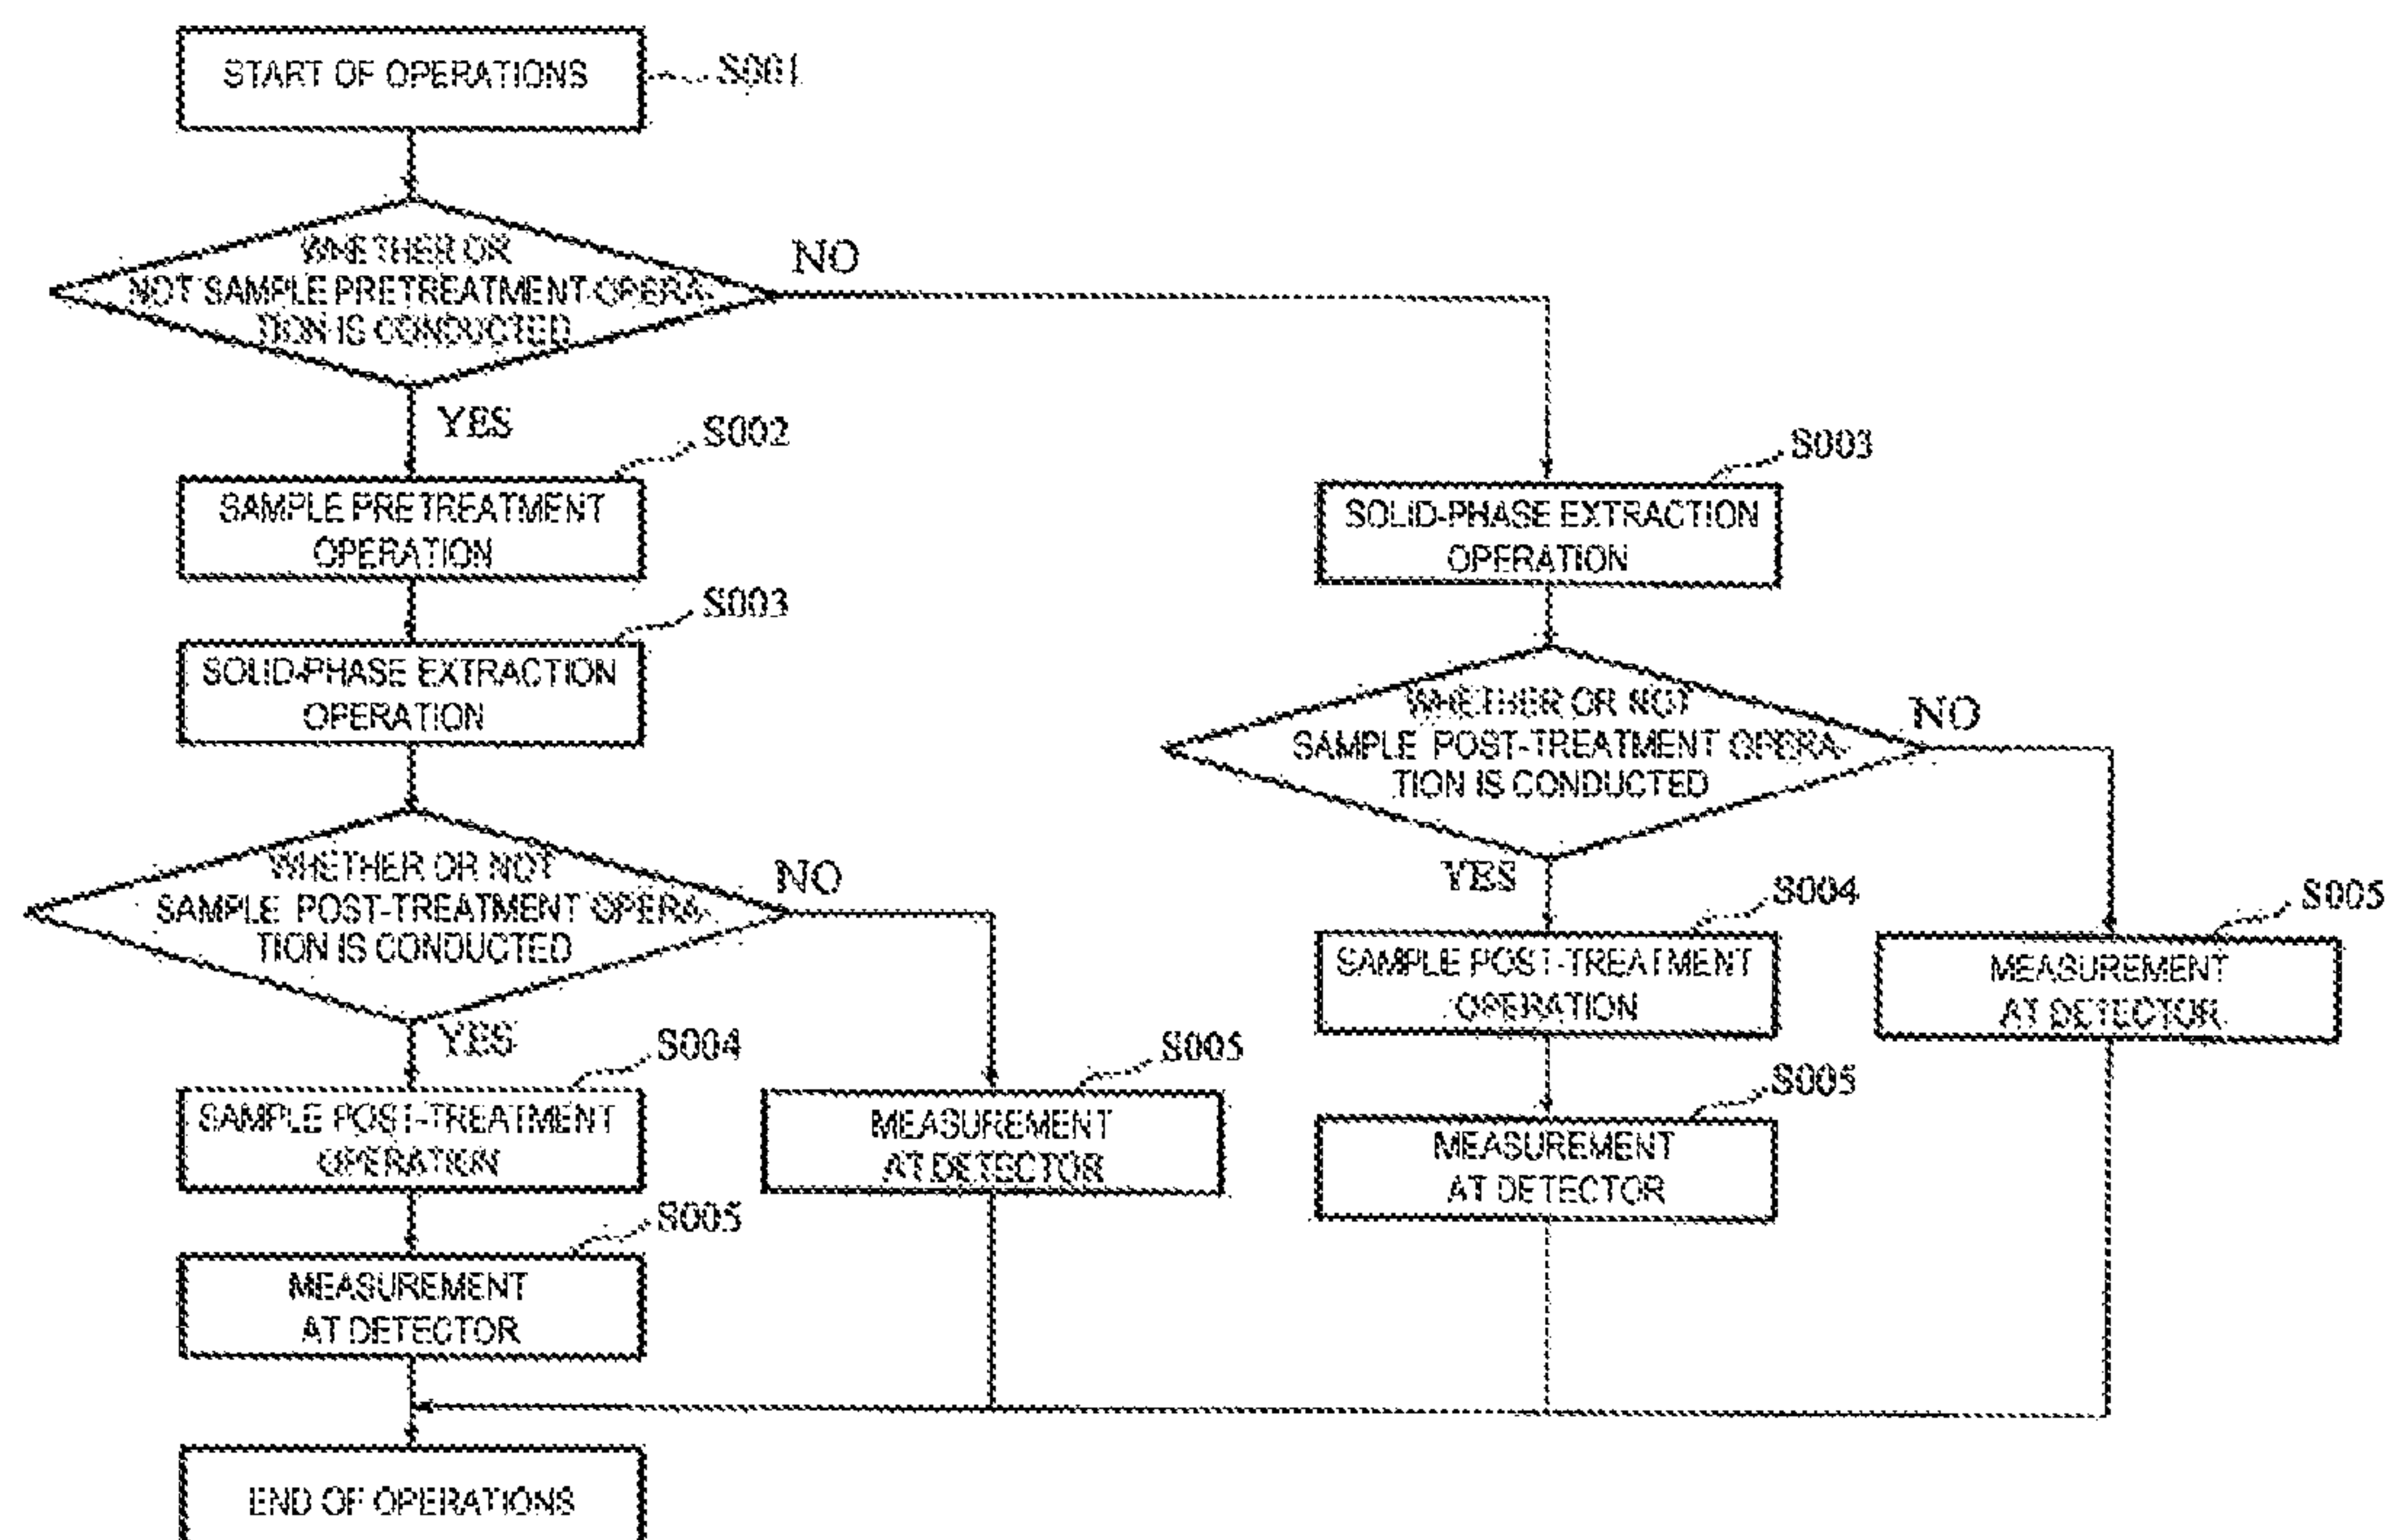 START OF OPERATIONS
S001
WHETHER OR
NOT SAMPLE PRETREATMENT OPERA-
TION IS CONDUCTED
NO
YES
S002
SAMPLE PRETREATMENT
OPERATION
S003
SOLID-PHASE EXTRACTION
OPERATION
WHETHER OR NOT
SAMPLE POST-TREATMENT OPERA-
TION IS CONDUCTED
NO
YES
S004
SAMPLE POST-TREATMENT
OPERATION
S005
MEASUREMENT
AT DETECTOR
S005
MEASUREMENT
AT DETECTOR
S003
SOLID-PHASE EXTRACTION
OPERATION
WHETHER OR NOT
SAMPLE POST-TREATMENT OPERA-
TION IS CONDUCTED
NO
YES
S004
SAMPLE POST-TREATMENT
OPERATION
S005
MEASUREMENT
AT DETECTOR
S005
MEASUREMENT
AT DETECTOR
END OF OPERATIONS